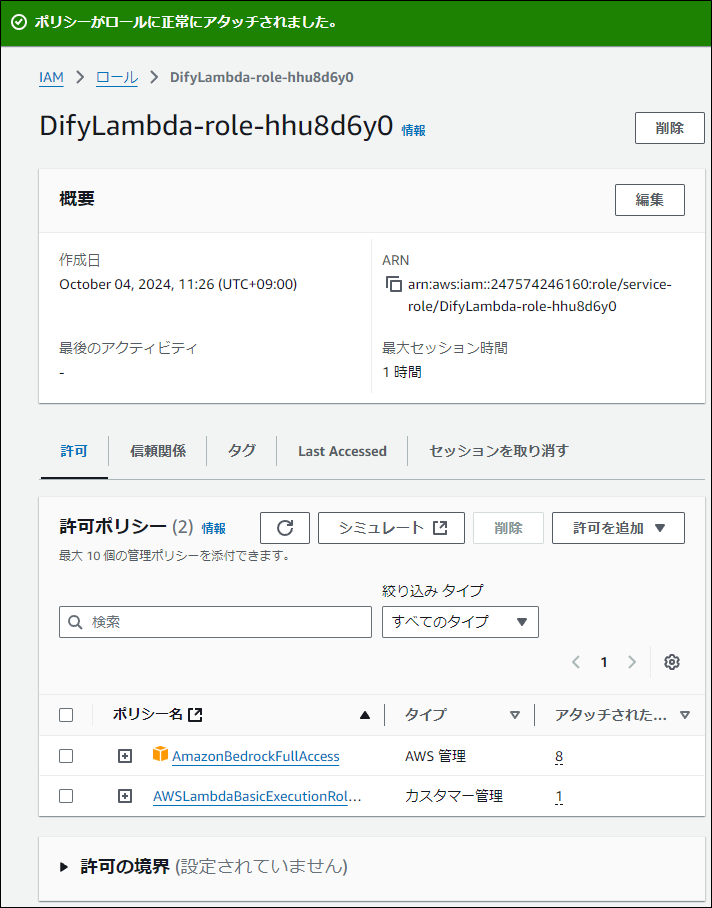 ポリシーがロールに正常にアタッチされました。
IAM > ロール > DifyLambda-role-hhu8d6y0
DifyLambda-role-hhu8d6y0 情報
削除
概要
編集
作成日
October 04, 2024, 11:26 (UTC+09:00)
ARN
arn:aws:iam::247574246160:role/service-
role/DifyLambda-role-hhu8d6y0
最後のアクティビティ
-
最大セッション時間
1 時間
許可 信頼関係 タグ Last Accessed セッションを取り消す
許可ポリシー (2) 情報
シミュレート 削除 許可を追加
最大 10 個の管理ポリシーを添付できます。
絞り込み タイプ
検索 すべてのタイプ
1
ポリシー名 タイプ アタッチされた...
AmazonBedrockFullAccess AWS 管理 8
AWSLambdaBasicExecutionRol... カスタマー管理 1
許可の境界 (設定されていません)